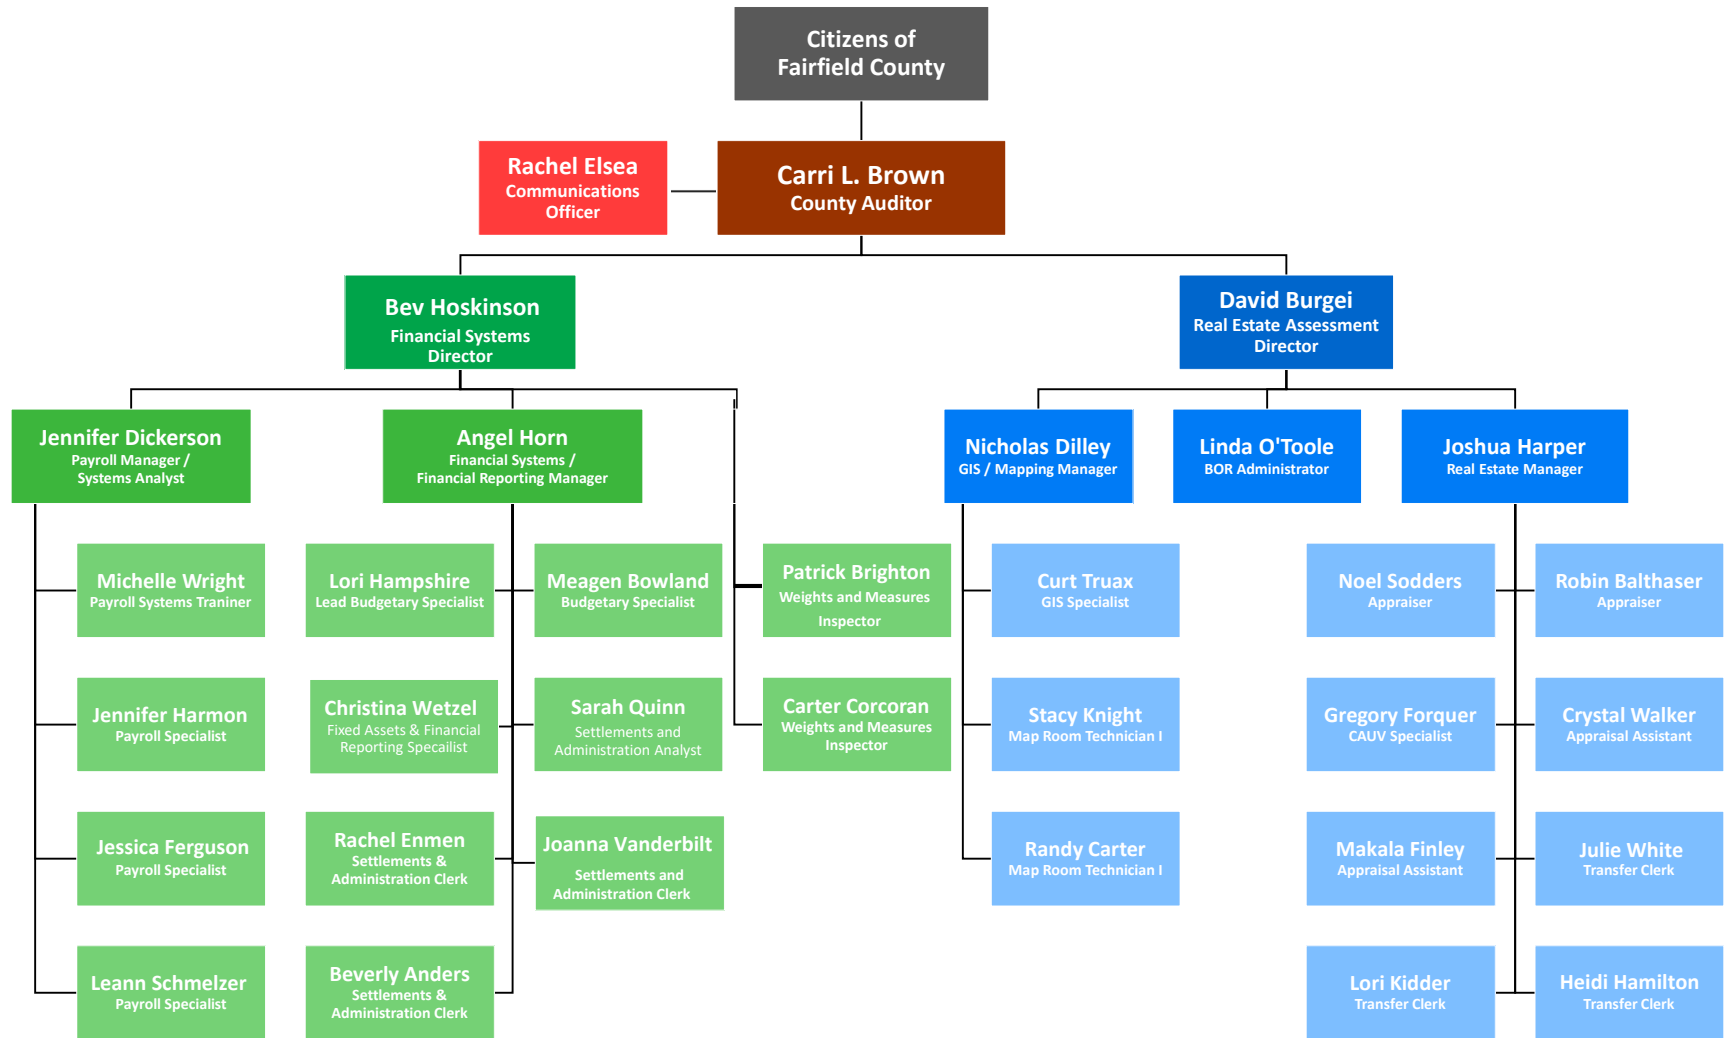 Citizens of
Fairfield County
Rachel Elsea
Communications
Officer
Carri L. Brown
County Auditor
Bev Hoskinson
Financial Systems
Director
David Burgei
Real Estate Assessment
Director
Jennifer Dickerson
Payroll Manager /
Systems Analyst
Angel Horn
Financial Systems /
Financial Reporting Manager
Nicholas Dilley
GIS / Mapping Manager
Linda O'Toole
BOR Administrator
Joshua Harper
Real Estate Manager
Michelle Wright
Payroll Systems Traniner
Lori Hampshire
Lead Budgetary Specialist
Meagen Bowland
Budgetary Specialist
Patrick Brighton
Weights and Measures
Inspector
Curt Truax
GIS Specialist
Noel Sodders
Appraiser
Robin Balthaser
Appraiser
Jennifer Harmon
Payroll Specialist
Christina Wetzel
Fixed Assets & Financial
Reporting Specailist
Sarah Quinn
Settlements and
Administration Analyst
Carter Corcoran
Weights and Measures
Inspector
Stacy Knight
Map Room Technician I
Gregory Forquer
CAUV Specialist
Crystal Walker
Appraisal Assistant
Jessica Ferguson
Payroll Specialist
Rachel Enmen
Settlements &
Administration Clerk
Joanna Vanderbilt
Settlements and
Administration Clerk
Randy Carter
Map Room Technician I
Makala Finley
Appraisal Assistant
Julie White
Transfer Clerk
Leann Schmelzer
Payroll Specialist
Beverly Anders
Settlements &
Administration Clerk
Lori Kidder
Transfer Clerk
Heidi Hamilton
Transfer Clerk